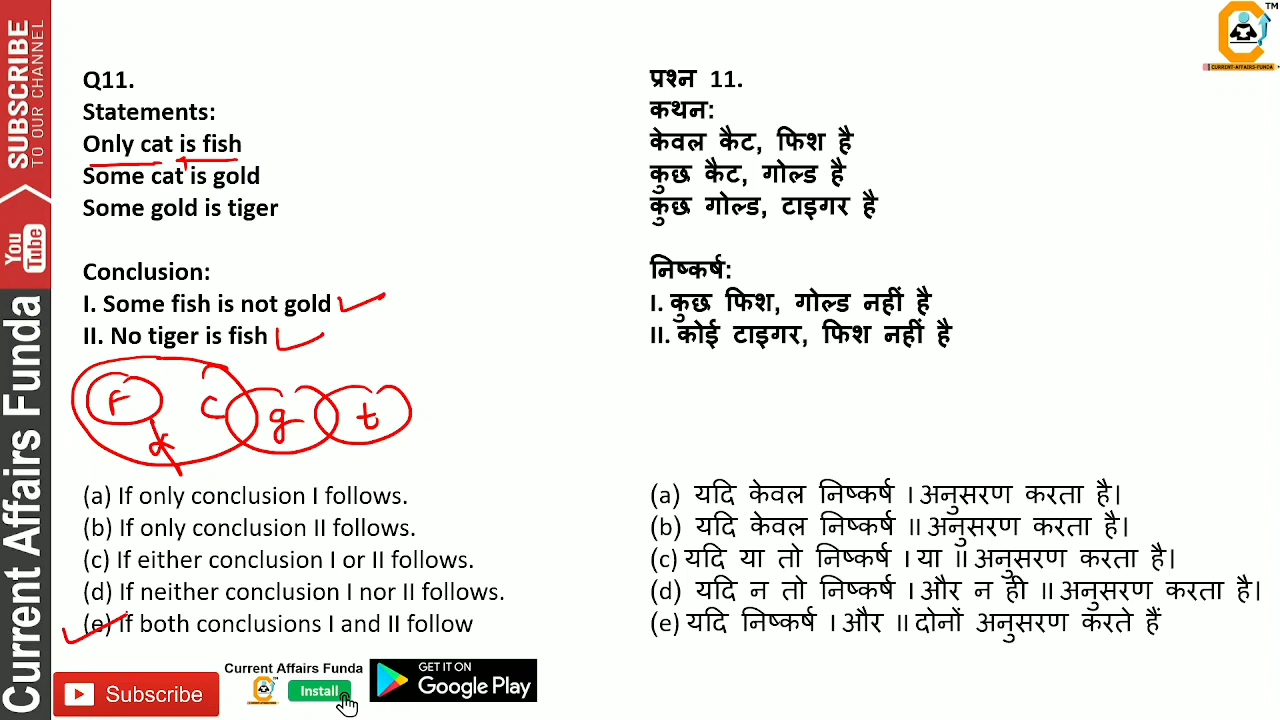 SUBSCRIBE
TO OUR CHANNEL
You
Tube
Current Affairs Funda
TM
CURRENT-AFFAIRS-FUNDA
Q11.
Statements:
Only cat is fish
Some cat is gold
Some gold is tiger
Conclusion:
I. Some fish is not gold
II. No tiger is fish
F
C
g
t
(a) If only conclusion I follows.
(b) If only conclusion II follows.
(c) If either conclusion I or II follows.
(d) If neither conclusion I nor II follows.
(e) If both conclusions I and II follow
प्रश्न 11.
कथन:
केवल कैट, फिश है
कुछ कैट, गोल्ड है
कुछ गोल्ड, टाइगर है
निष्कर्ष:
I. कुछ फिश, गोल्ड नहीं है
II. कोई टाइगर, फिश नहीं है
(a) यदि केवल निष्कर्ष I अनुसरण करता है।
(b) यदि केवल निष्कर्ष II अनुसरण करता है।
(c) यदि या तो निष्कर्ष I या II अनुसरण करता है।
(d) यदि न तो निष्कर्ष I और न ही II अनुसरण करता है।
(e) यदि निष्कर्ष I और II दोनों अनुसरण करते हैं
Subscribe
Current Affairs Funda
Install
GET IT ON
Google Play